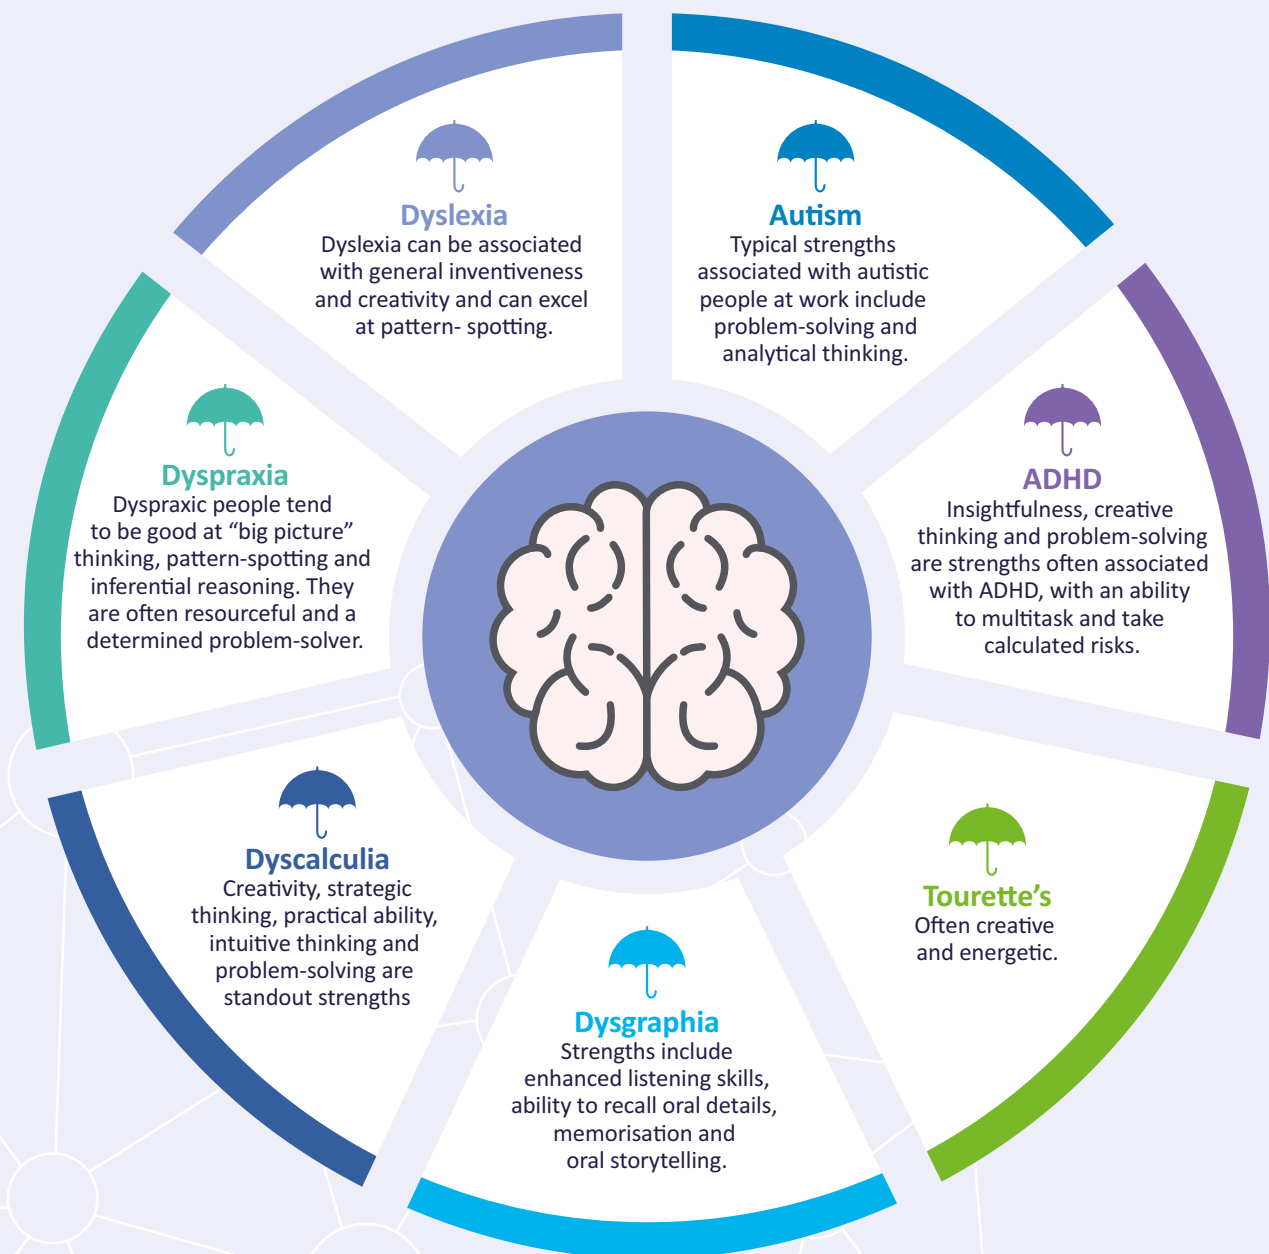 Dyslexia
Dyslexia can be associated
with general inventiveness
and creativity and can excel
at pattern- spotting.
Autism
Typical strengths
associated with autistic
people at work include
problem-solving and
analytical thinking.
ADHD
Insightfulness, creative
thinking and problem-solving
are strengths often associated
with ADHD, with an ability
to multitask and take
calculated risks.
Tourette’s
Often creative
and energetic.
Dysgraphia
Strengths include
enhanced listening skills,
ability to recall oral details,
memorisation and
oral storytelling.
Dyscalculia
Creativity, strategic
thinking, practical ability,
intuitive thinking and
problem-solving are
standout strengths
Dyspraxia
Dyspraxic people tend
to be good at “big picture”
thinking, pattern-spotting and
inferential reasoning. They
are often resourceful and a
determined problem-solver.